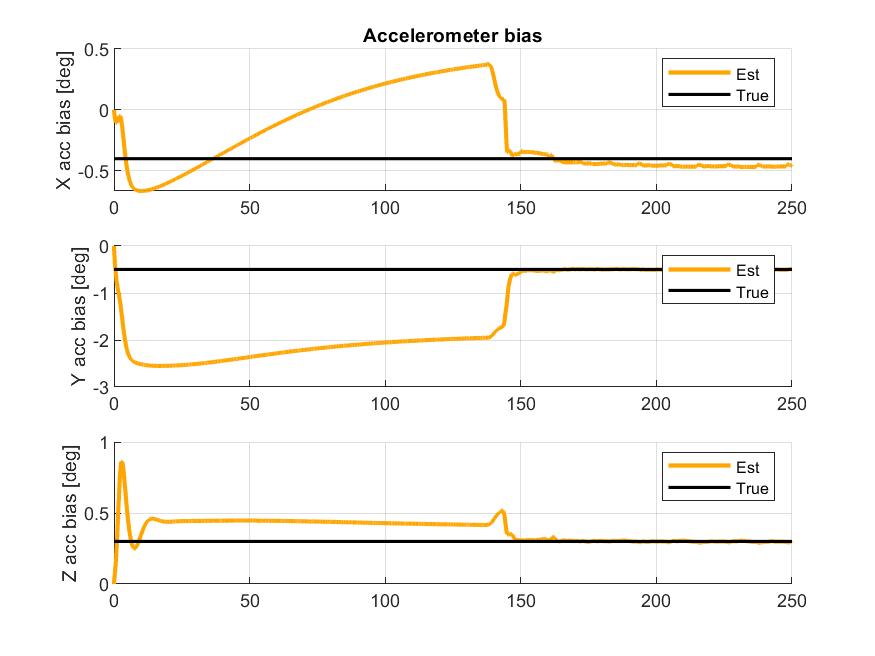 Accelerometer bias
X acc bias [deg]
0.5
0
-0.5
Est
True
0 50 100 150 200 250
Y acc bias [deg]
0
-1
-2
-3
Est
True
0 50 100 150 200 250
Z acc bias [deg]
1
0.5
0
Est
True
0 50 100 150 200 250